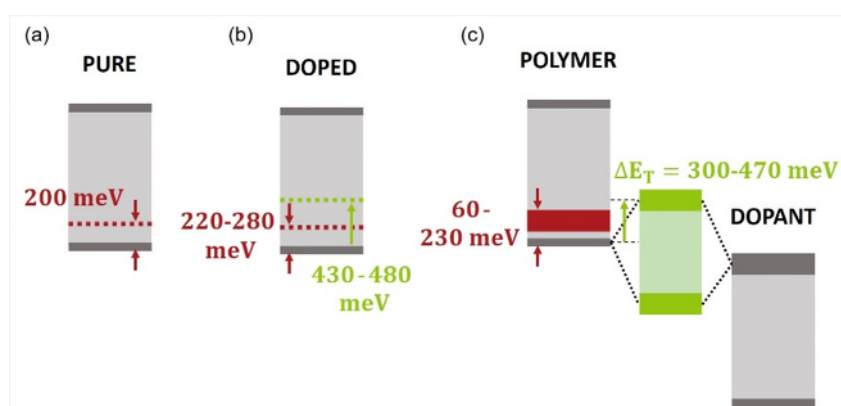 (a)
PURE
200 meV
(b)
DOPED
220-280
meV
430-480
meV
(c)
POLYMER
ΔE_T = 300-470 meV
60-
230 meV
DOPANT